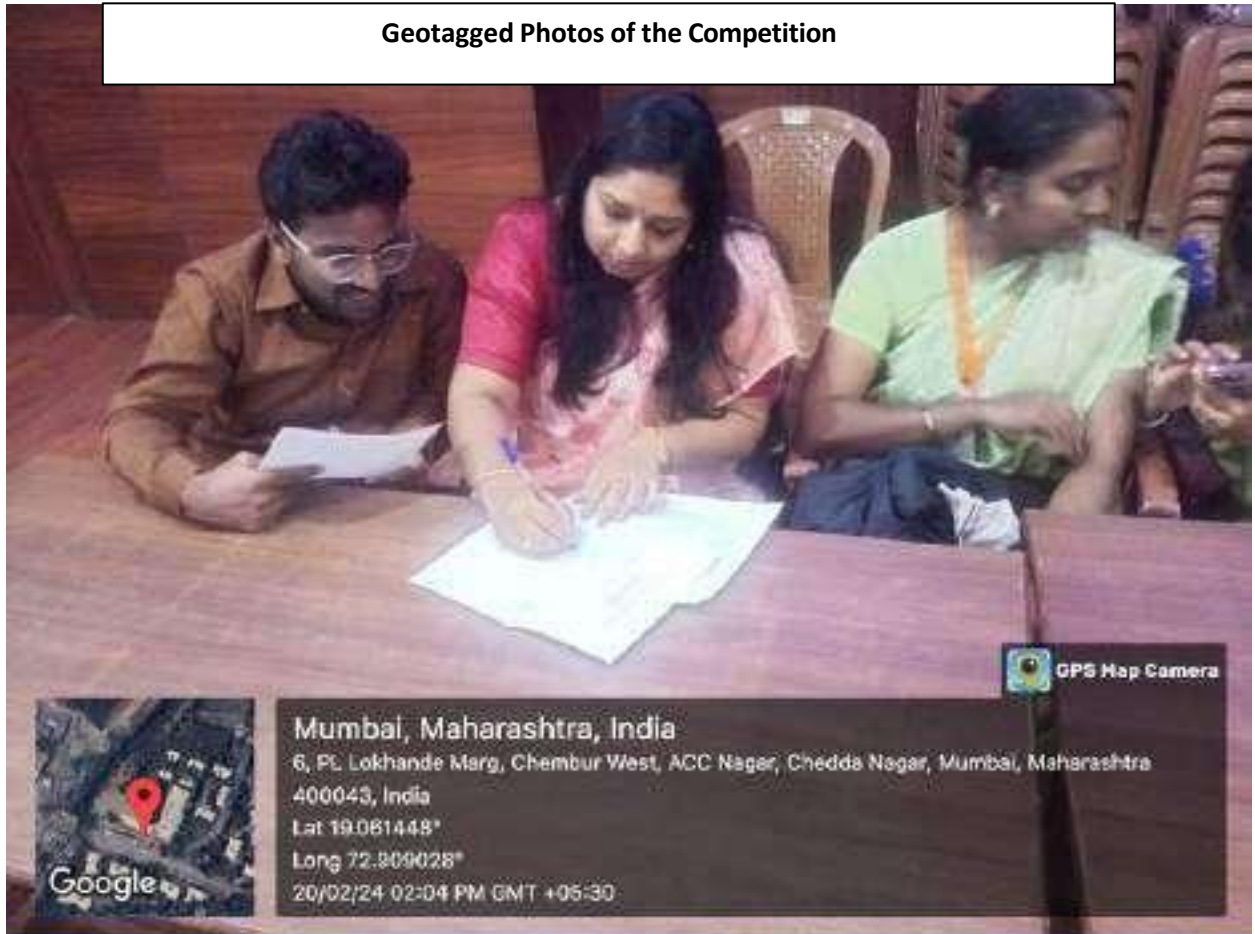 Geotagged Photos of the Competition
GPS Map Camera
Mumbai, Maharashtra, India
6, PL Lokhande Marg, Chembur West, ACC Nagar, Chedda Nagar, Mumbai, Maharashtra
400043, India
Lat 19.061448°
Long 72.909028°
20/02/24 02:04 PM GMT +05:30
Google